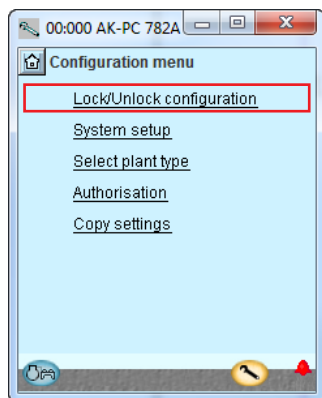 00:000 AK-PC 782A
Configuration menu
Lock/Unlock configuration
System setup
Select plant type
Authorisation
Copy settings